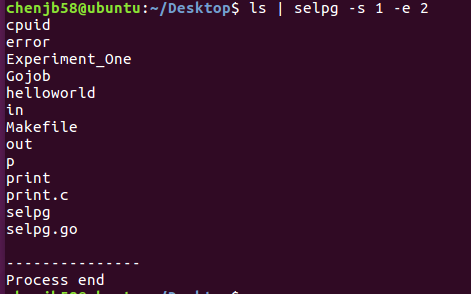 chenjb58@ubuntu:~/Desktop$ ls | selpg -s 1 -e 2
cpuid
error
Experiment_One
Gojob
helloworld
in
Makefile
out
p
print
print.c
selpg
selpg.go
---------------
Process end